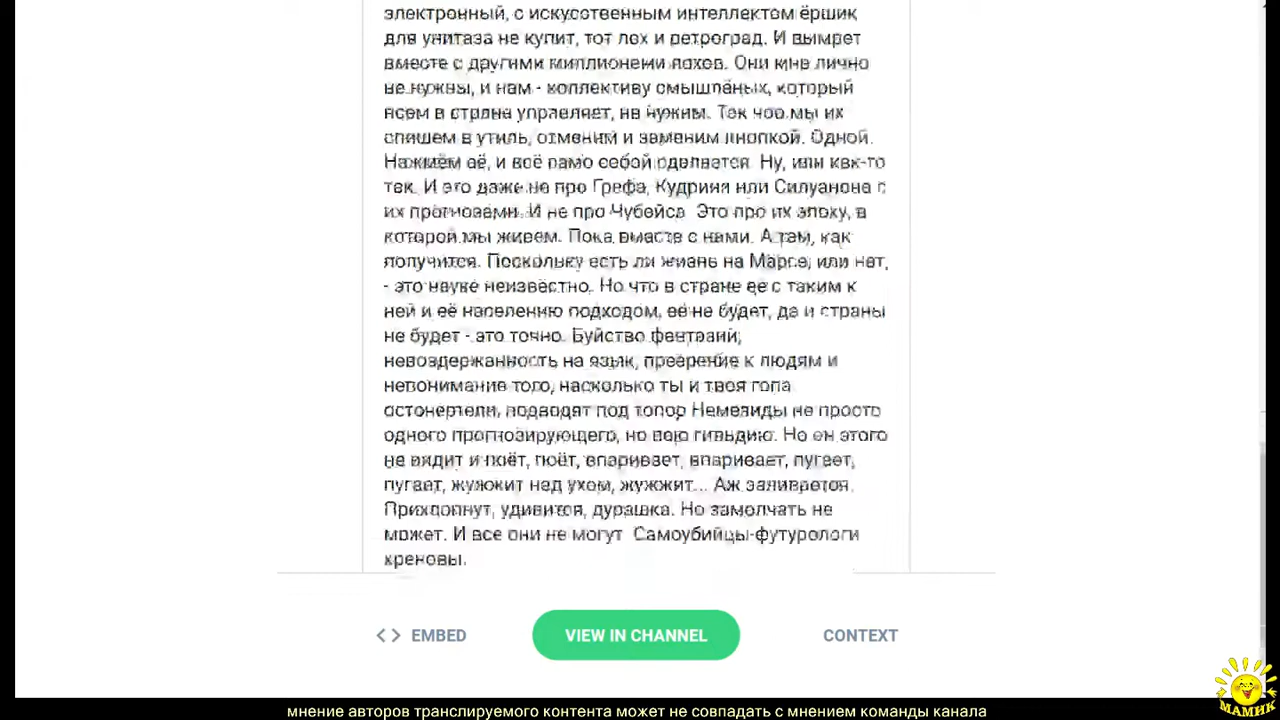 электронный, с искусственным интеллектом ёршик
для унитаза не купит, тот лох и ретроград. И вымрет
вместе с другими миллионами лохов. Они мне лично
не нужны, и нам - коллективу смышлёных, который
всем в стране управляет, не нужны. Так что мы их
спишем в утиль, отменим и заменим кнопкой. Одной.
Нажмём её, и всё само собой сделается. Ну, или как-то
так. И это даже не про Грефа, Кудрина или Силуанова с
их прогнозами. И не про Чубайса. Это про их эпоху, в
которой мы живем. Пока вместе с нами. А там, как
получится. Поскольку есть ли жизнь на Марсе, или нет,
- это науке неизвестно. Но что в стране ее с таким к
ней и её населению подходом, её не будет, да и страны
не будет - это точно. Буйство фантазий,
невоздержанность на язык, презрение к людям и
непонимание того, насколько ты и твоя гопа
осточертели, подводят под топор Немезиды не просто
одного прогнозирующего, но всю гильдию. Но он этого
не видит и поёт, поёт, впаривает, впаривает, пугает,
пугает, жужжит над ухом, жужжит... Аж заливается.
Прихлопнут, удивится, дурашка. Но замолчать не
может. И все они не могут. Самоубийцы-футурологи
хреновы.
<> EMBED
VIEW IN CHANNEL
CONTEXT
МАМИК
мнение авторов транслируемого контента может не совпадать с мнением команды канала